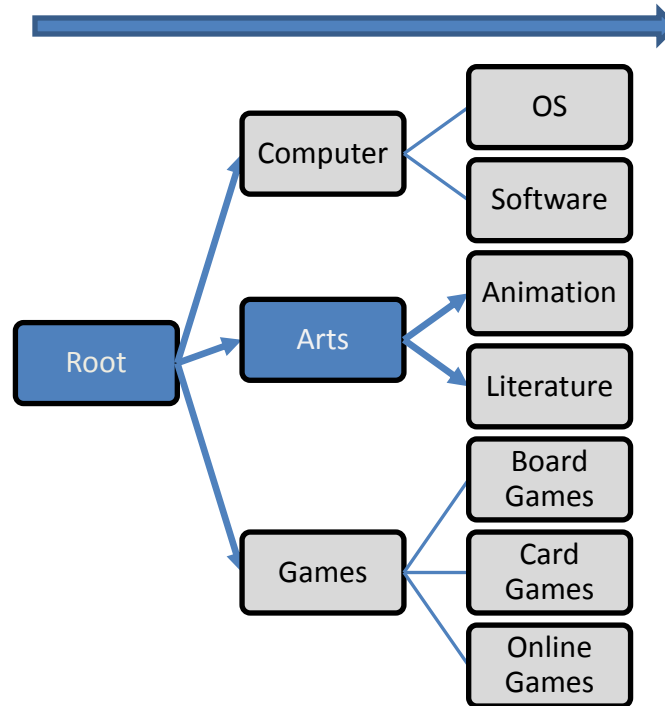 Root
Computer
Arts
Games
OS
Software
Animation
Literature
Board
Games
Card
Games
Online
Games